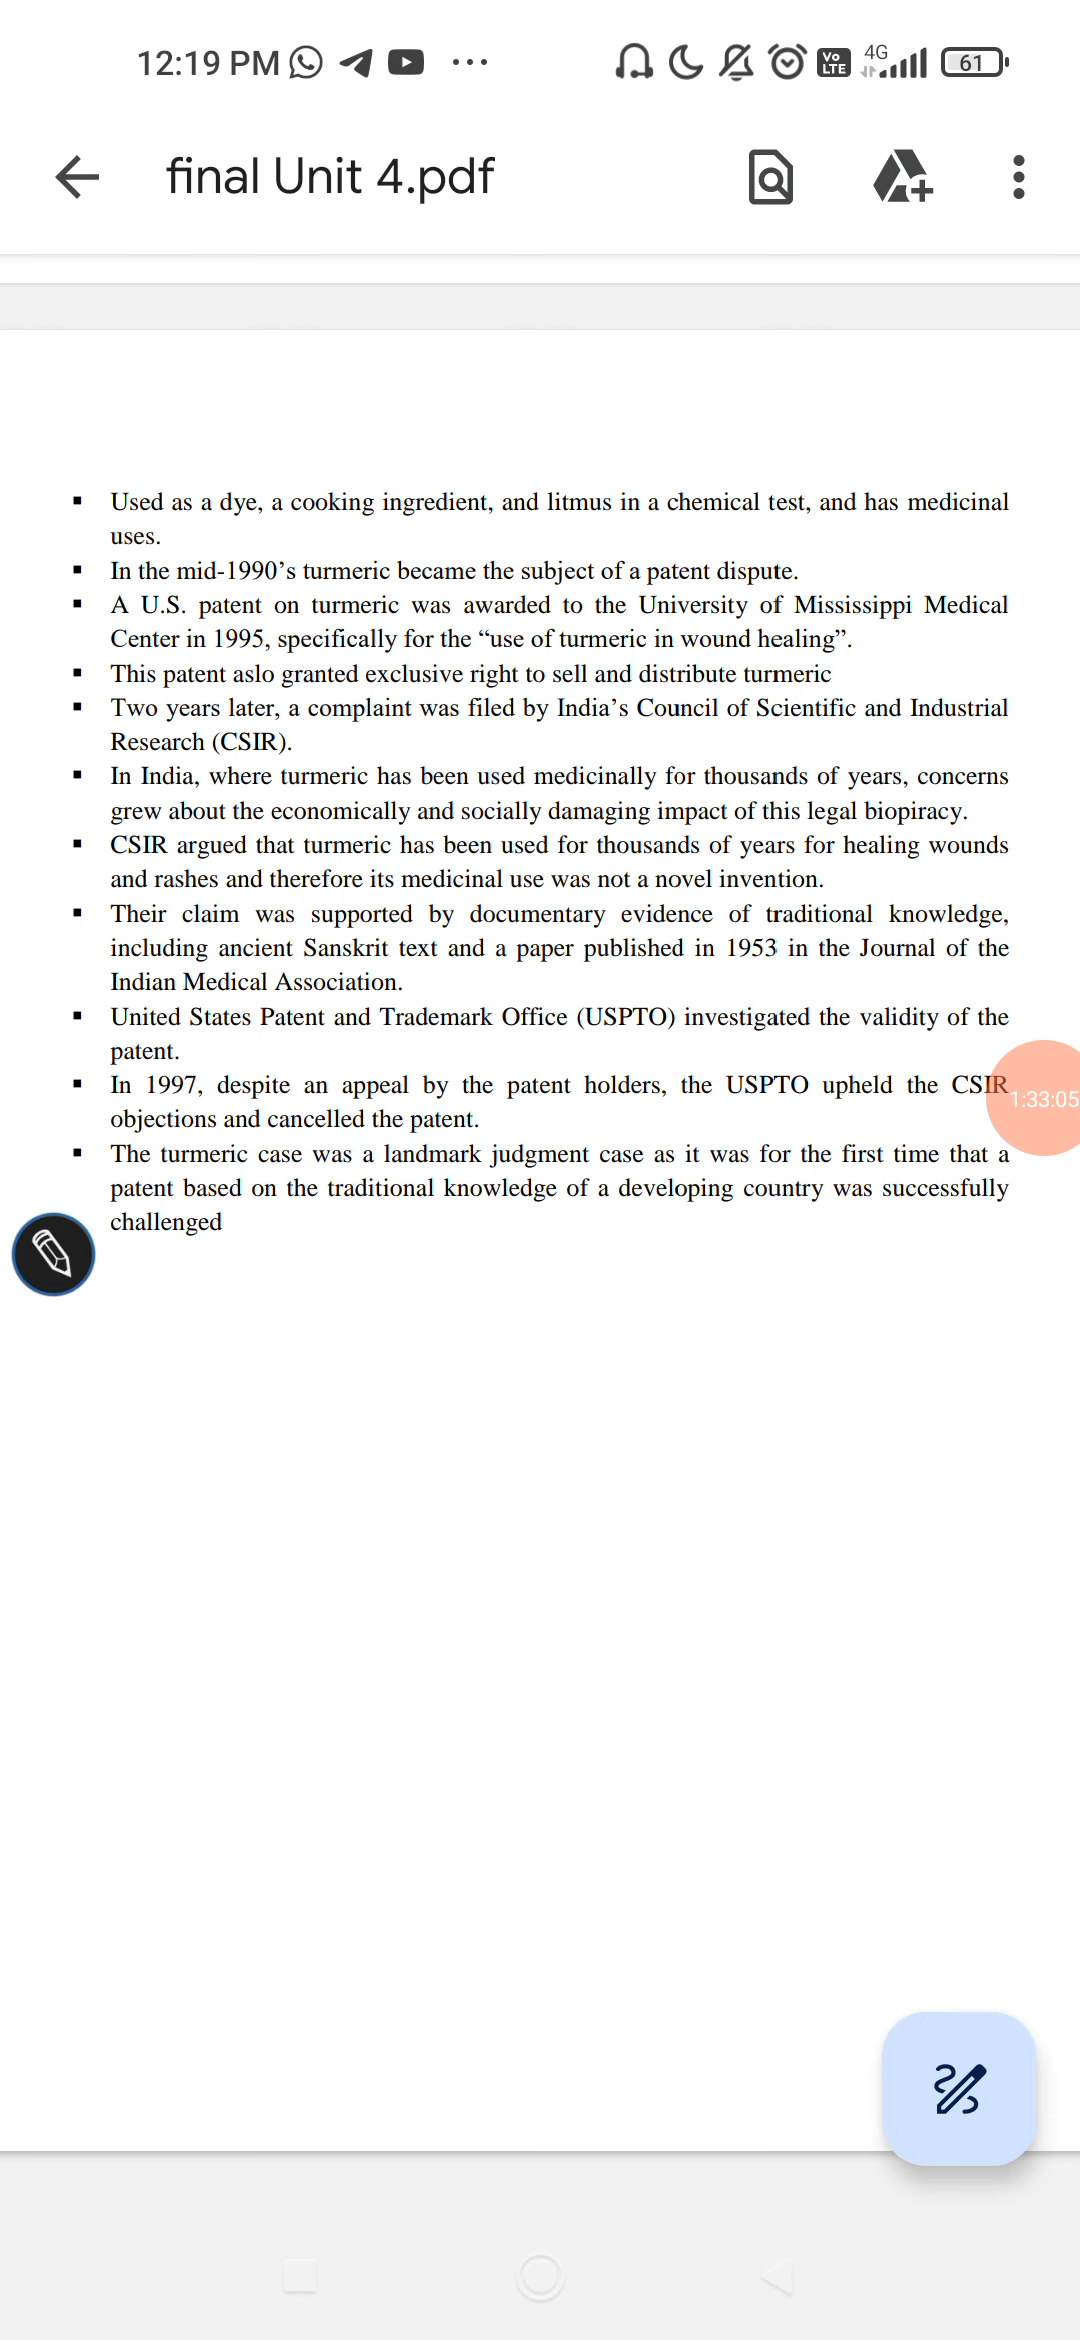 12:19 PM
Vo
LTE
4G
61
final Unit 4.pdf
▪ Used as a dye, a cooking ingredient, and litmus in a chemical test, and has medicinal
uses.
▪ In the mid-1990’s turmeric became the subject of a patent dispute.
▪ A U.S. patent on turmeric was awarded to the University of Mississippi Medical
Center in 1995, specifically for the “use of turmeric in wound healing”.
▪ This patent aslo granted exclusive right to sell and distribute turmeric
▪ Two years later, a complaint was filed by India’s Council of Scientific and Industrial
Research (CSIR).
▪ In India, where turmeric has been used medicinally for thousands of years, concerns
grew about the economically and socially damaging impact of this legal biopiracy.
▪ CSIR argued that turmeric has been used for thousands of years for healing wounds
and rashes and therefore its medicinal use was not a novel invention.
▪ Their claim was supported by documentary evidence of traditional knowledge,
including ancient Sanskrit text and a paper published in 1953 in the Journal of the
Indian Medical Association.
▪ United States Patent and Trademark Office (USPTO) investigated the validity of the
patent.
▪ In 1997, despite an appeal by the patent holders, the USPTO upheld the CSIR
1:33:05
objections and cancelled the patent.
▪ The turmeric case was a landmark judgment case as it was for the first time that a
patent based on the traditional knowledge of a developing country was successfully
challenged